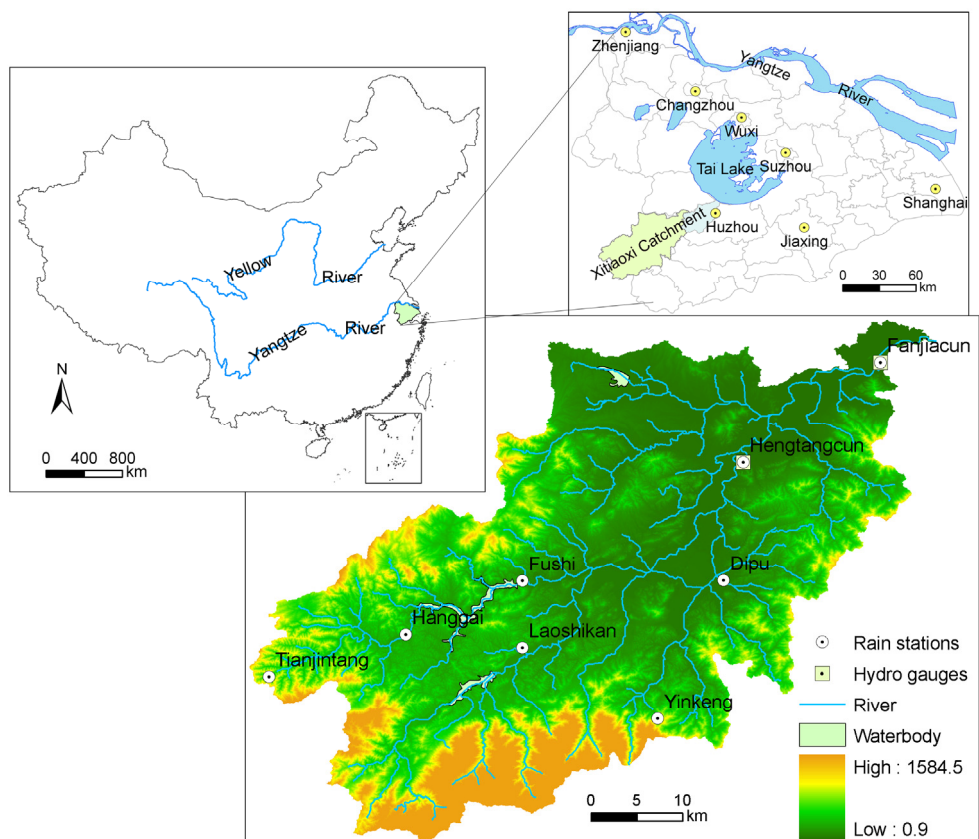 Yellow
River
Yangtze
River
N
0 400 800
km
Zhenjiang
Yangtze
River
Changzhou
Wuxi
Tai Lake
Suzhou
Shanghai
Xitiaoxi Catchment
Huzhou
Jiaxing
0 30 60
km
Fanjiacun
Hengtangcun
Fushi
Dipu
Hanggai
Laoshikan
Tianjintang
Yinkeng
0 5 10
km
Rain stations
Hydro gauges
River
Waterbody
High : 1584.5
Low : 0.9